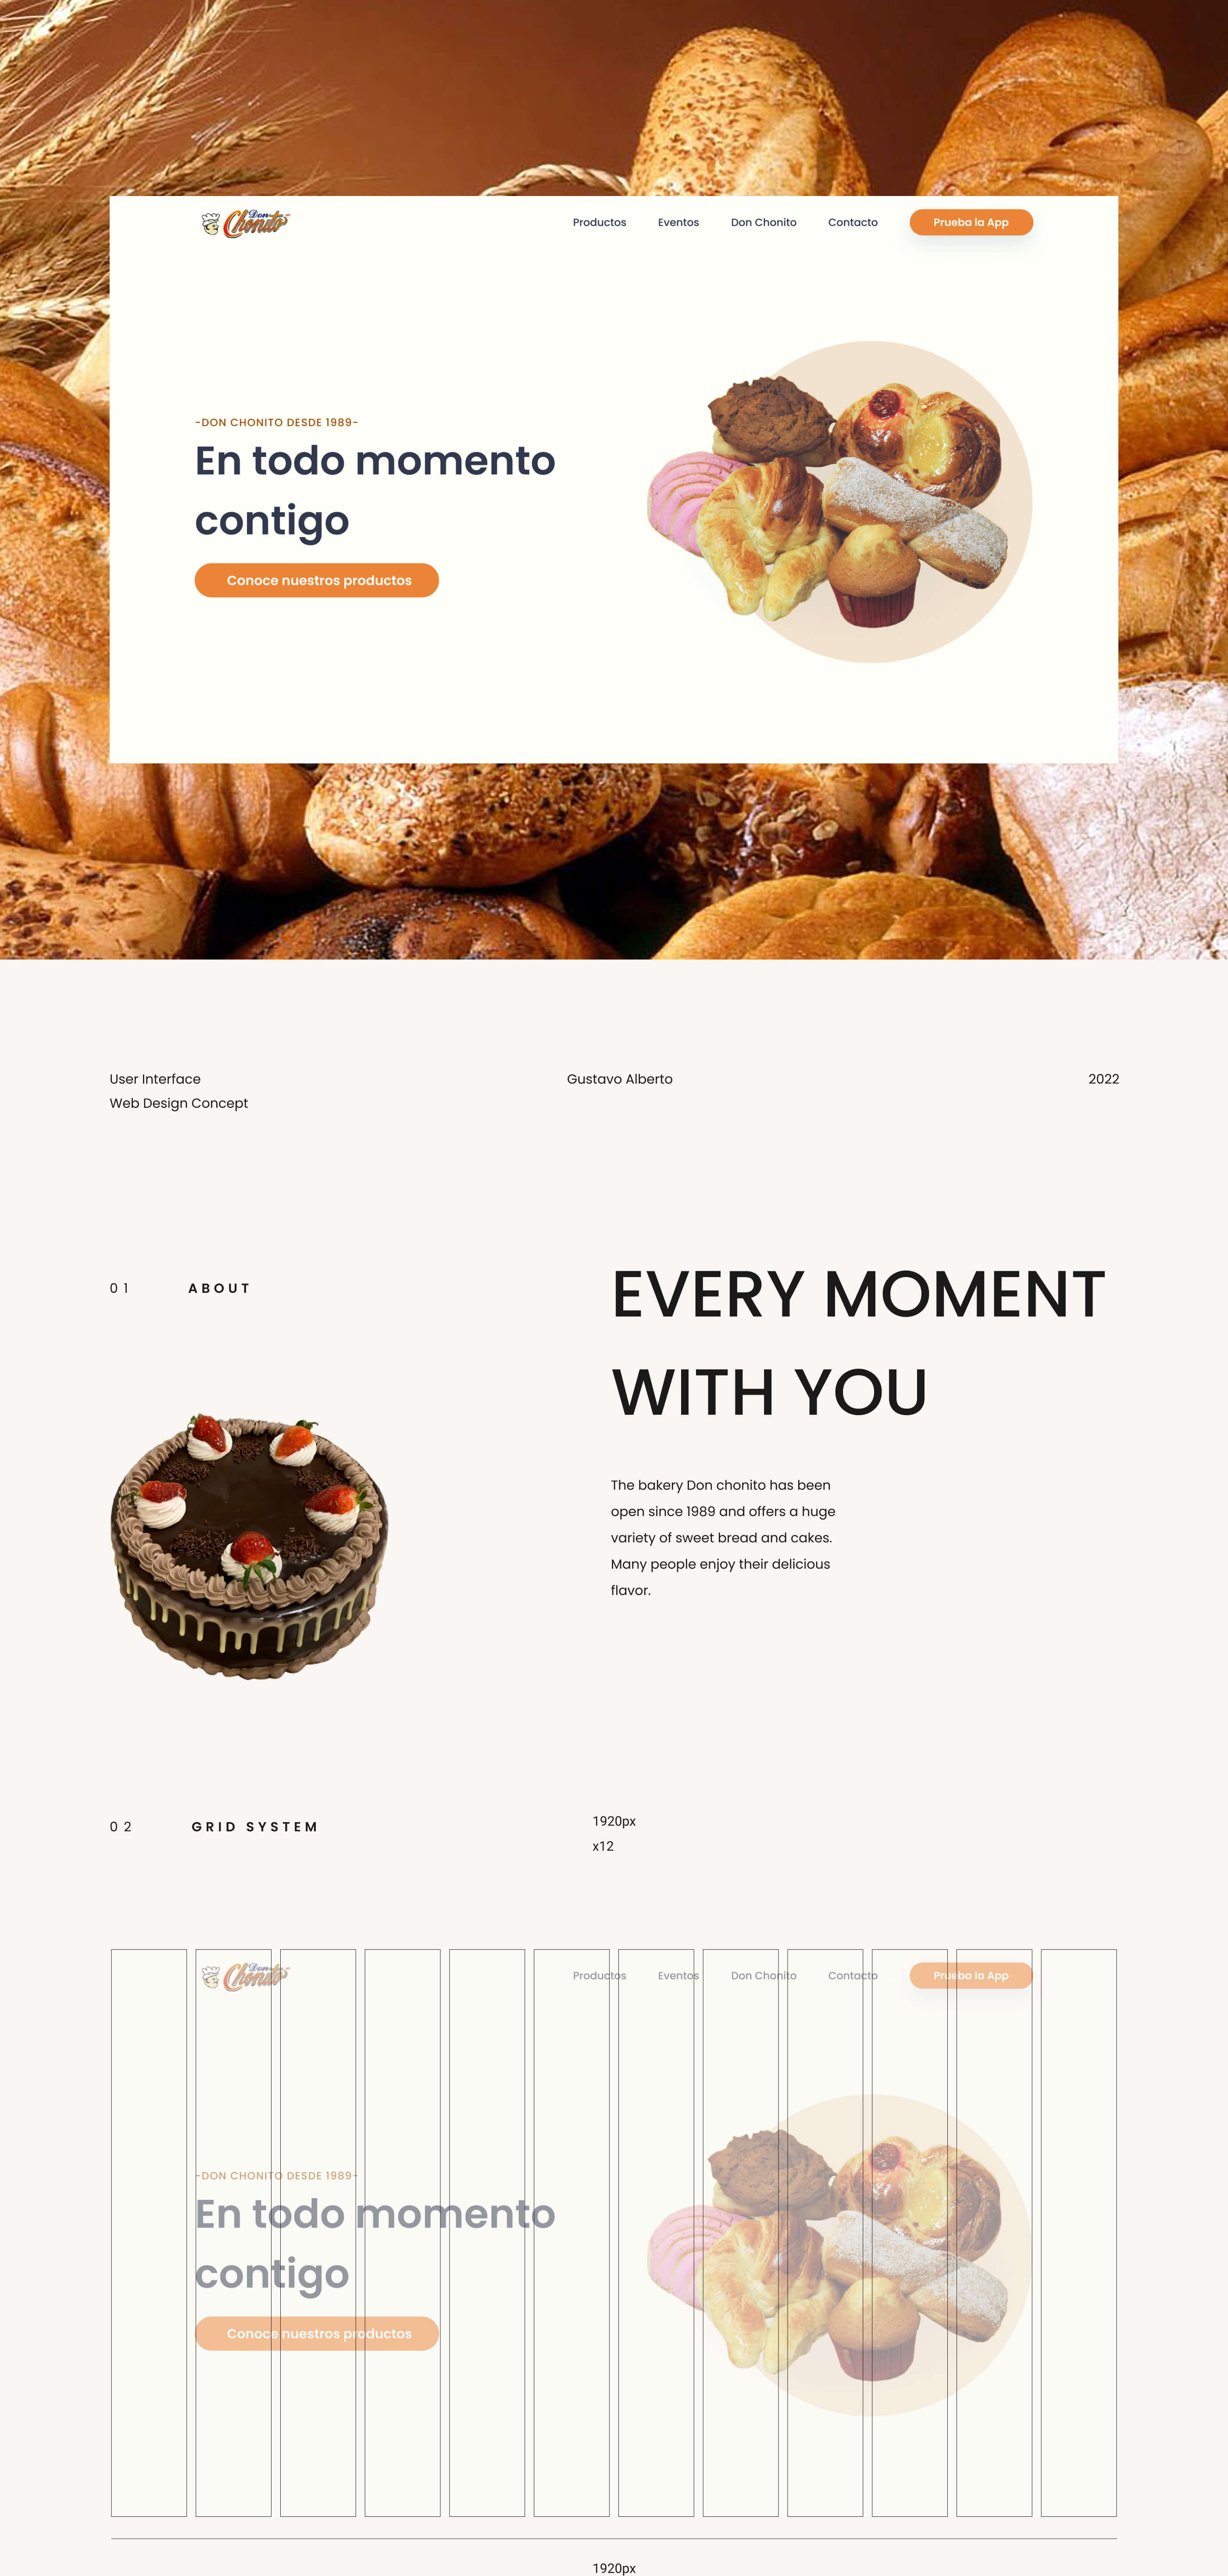 Don
Chonito
Productos
Eventos
Don Chonito
Contacto
Prueba la App
-DON CHONITO DESDE 1989-
En todo momento
contigo
Conoce nuestros productos
User Interface
Web Design Concept
Gustavo Alberto
2022
01
ABOUT
EVERY MOMENT
WITH YOU
The bakery Don chonito has been
open since 1989 and offers a huge
variety of sweet bread and cakes.
Many people enjoy their delicious
flavor.
02
GRID SYSTEM
1920px
x12
Don
Chonito
Productos
Eventos
Don Chonito
Contacto
Prueba la App
-DON CHONITO DESDE 1989-
En todo momento
contigo
Conoce nuestros productos
1920px